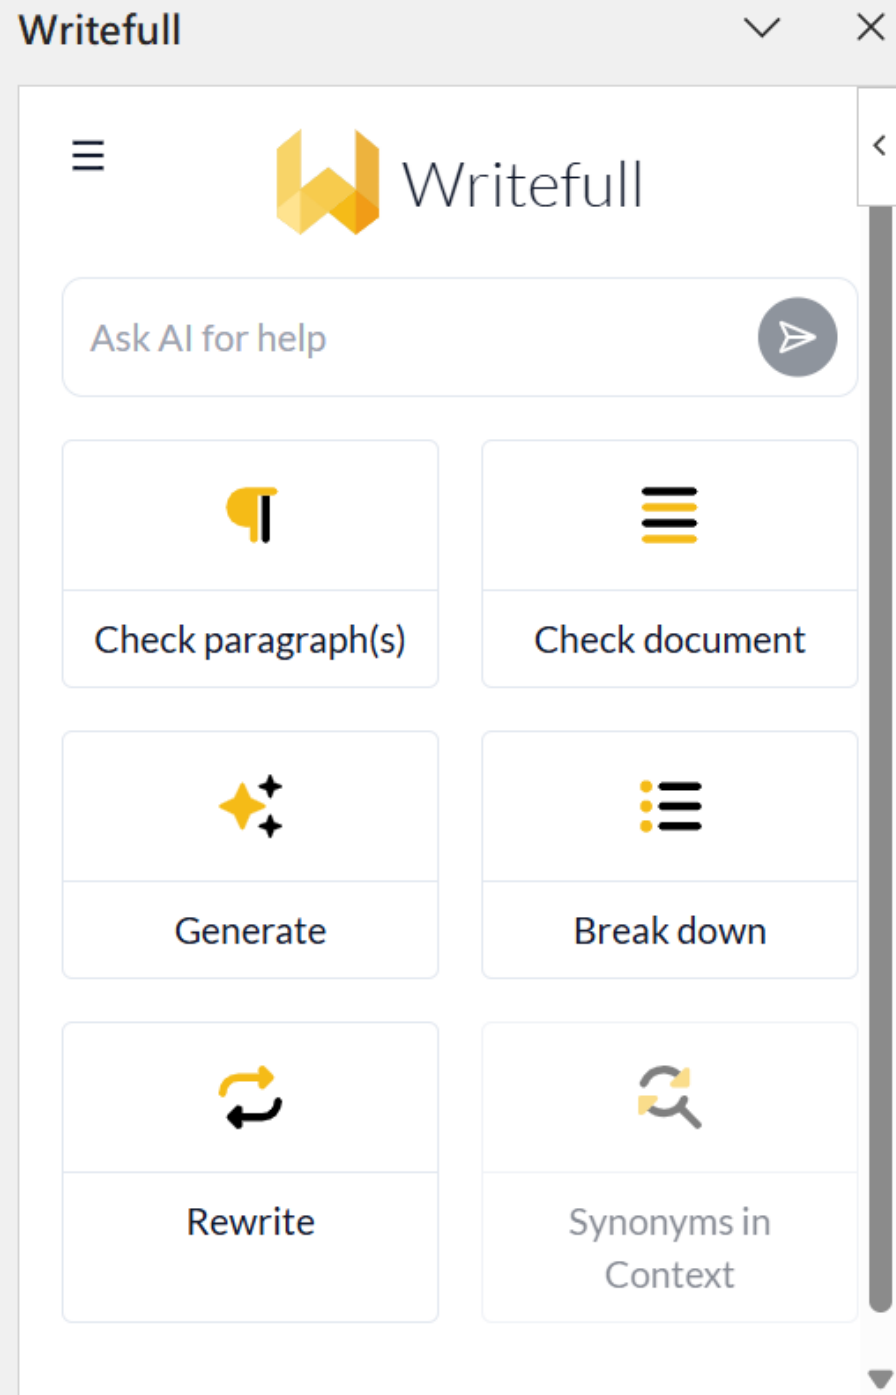 Writefull
Writefull
Ask AI for help
Check paragraph(s)
Check document
Generate
Break down
Rewrite
Synonyms in
Context